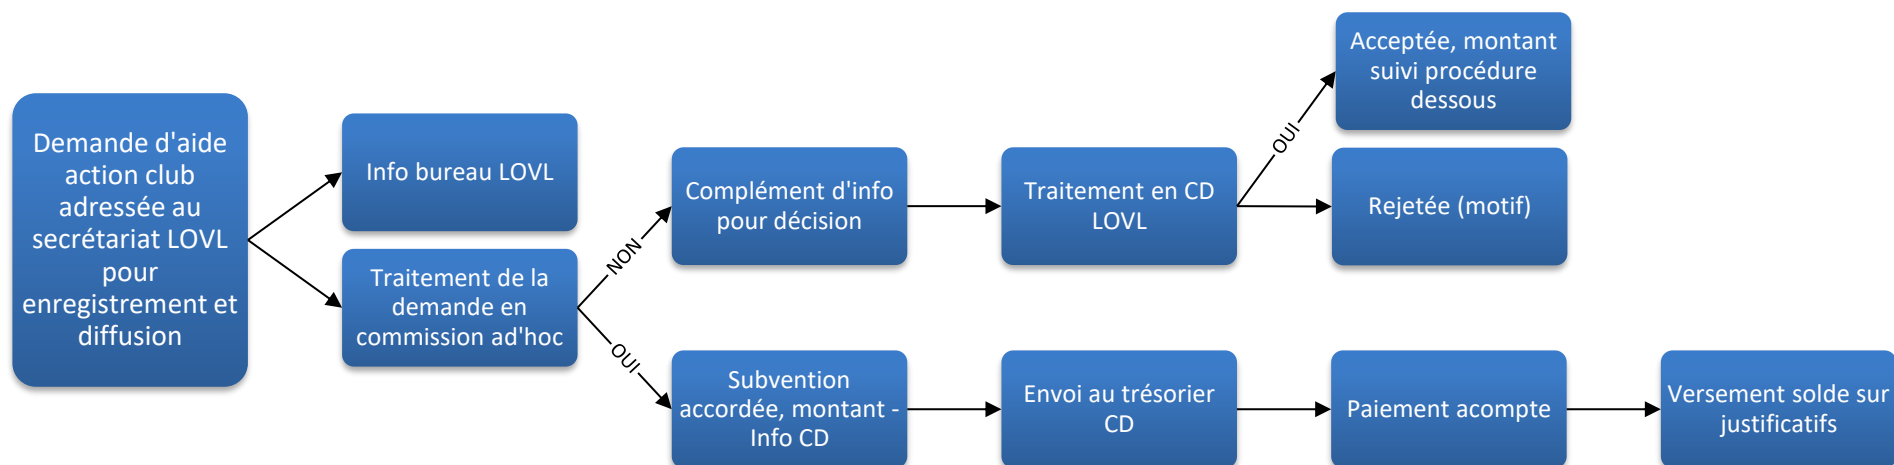 Demande d'aide
action club
adressée au
secrétariat LOVL
pour
enregistrement et
diffusion
Info bureau LOVL
Traitement de la
demande en
commission ad'hoc
NON
Complément d'info
pour décision
Traitement en CD
LOVL
OUI
Acceptée, montant
suivi procédure
dessous
Rejetée (motif)
OUI
Subvention
accordée, montant -
Info CD
Envoi au trésorier
CD
Paiement acompte
Versement solde sur
justificatifs